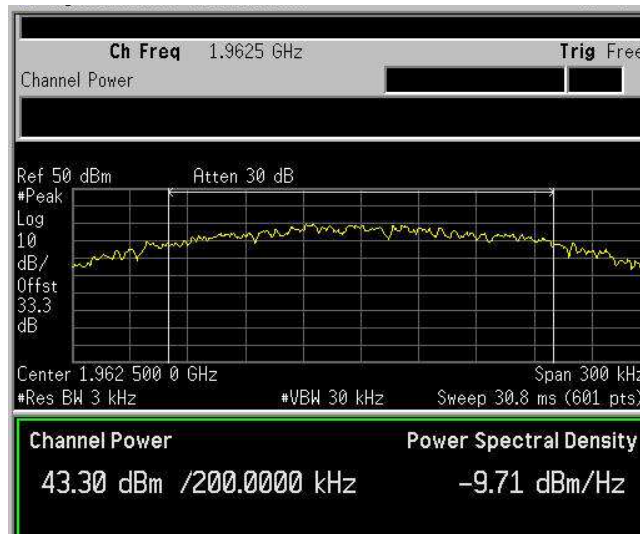 Ch Freq 1.9625 GHz Trig Free
Channel Power
Ref 50 dBm Atten 30 dB
#Peak
Log
10
dB/
Offst
33.3
dB
Center 1.962 500 0 GHz Span 300 kHz
#Res BW 3 kHz #VBW 30 kHz Sweep 30.8 ms (601 pts)
Channel Power Power Spectral Density
43.30 dBm /200.0000 kHz -9.71 dBm/Hz